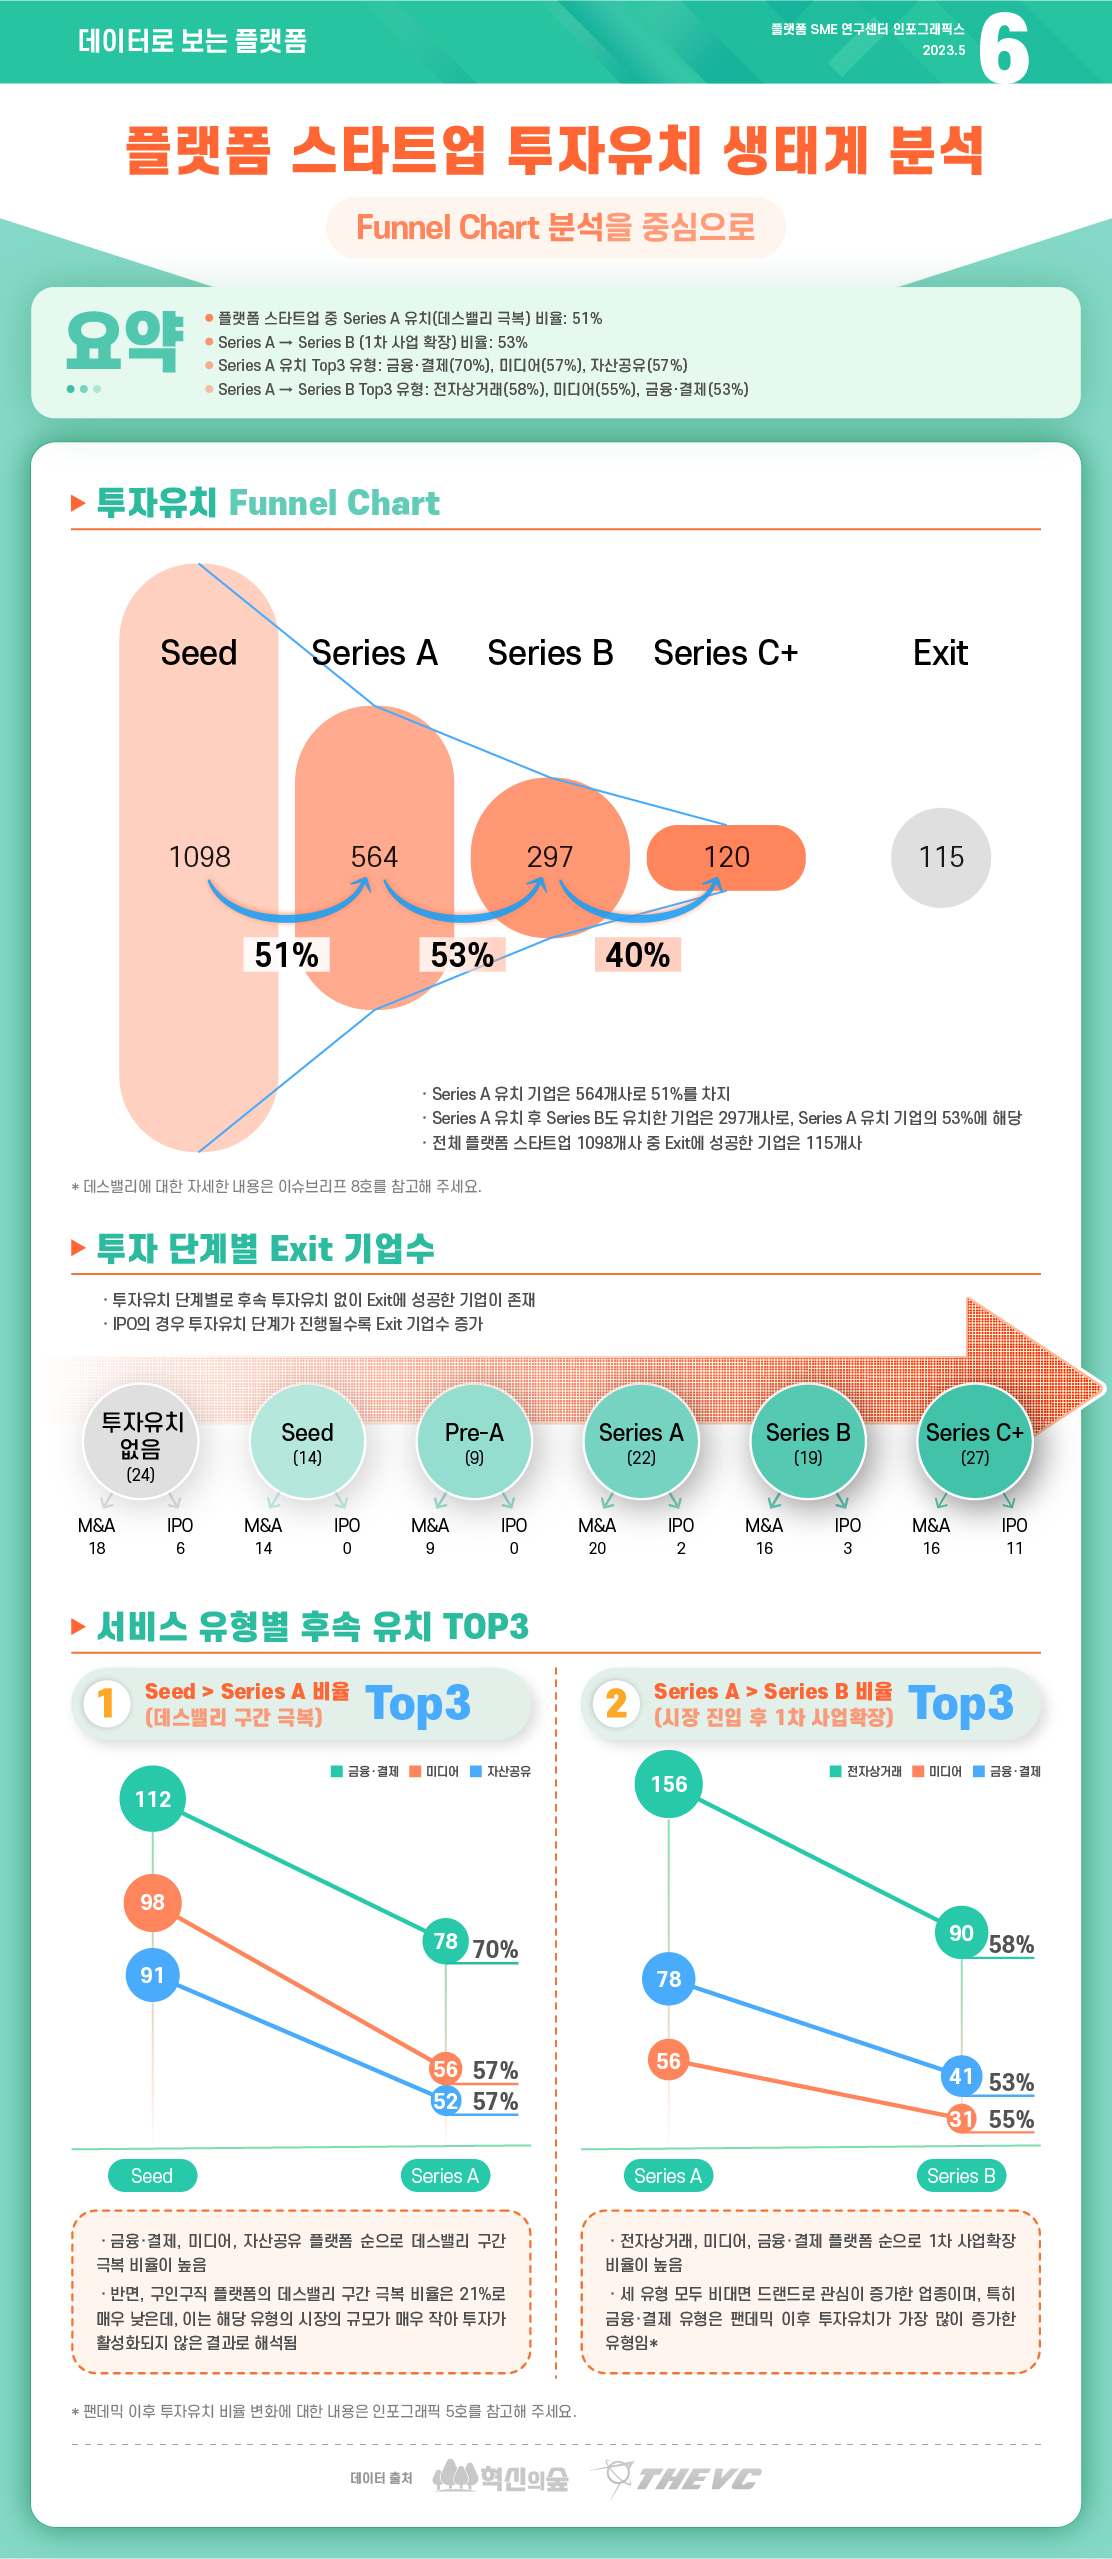 데이터로 보는 플랫폼
플랫폼 SME 연구센터 인포그래픽스
2023.5
6
플랫폼 스타트업 투자유치 생태계 분석
Funnel Chart 분석을 중심으로
요약
플랫폼 스타트업 중 Series A 유치(데스밸리 극복) 비율: 51%
Series A → Series B (1차 사업 확장) 비율: 53%
Series A 유치 Top3 유형: 금융·결제(70%), 미디어(57%), 자산공유(57%)
Series A → Series B Top3 유형: 전자상거래(58%), 미디어(55%), 금융·결제(53%)
투자유치 Funnel Chart
Seed Series A Series B Series C+ Exit
1098 564 297 120 115
51% 53% 40%
· Series A 유치 기업은 564개사로 51%를 차지
· Series A 유치 후 Series B도 유치한 기업은 297개사로, Series A 유치 기업의 53%에 해당
· 전체 플랫폼 스타트업 1098개사 중 Exit에 성공한 기업은 115개사
* 데스밸리에 대한 자세한 내용은 이슈브리프 8호를 참고해 주세요.
투자 단계별 Exit 기업수
· 투자유치 단계별로 후속 투자유치 없이 Exit에 성공한 기업이 존재
· IPO의 경우 투자유치 단계가 진행될수록 Exit 기업수 증가
투자유치
없음
(24)
Seed
(14)
Pre-A
(9)
Series A
(22)
Series B
(19)
Series C+
(27)
M&A IPO M&A IPO M&A IPO M&A IPO M&A IPO M&A IPO
18 6 14 0 9 0 20 2 16 3 16 11
서비스 유형별 후속 유치 TOP3
1
Seed > Series A 비율
(데스밸리 구간 극복)
Top3
금융·결제 미디어 자산공유
112
98
91
78 70%
56 57%
52 57%
Seed Series A
· 금융·결제, 미디어, 자산공유 플랫폼 순으로 데스밸리 구간
극복 비율이 높음
· 반면, 구인구직 플랫폼의 데스밸리 구간 극복 비율은 21%로
매우 낮은데, 이는 해당 유형의 시장의 규모가 매우 작아 투자가
활성화되지 않은 결과로 해석됨
2
Series A > Series B 비율
(시장 진입 후 1차 사업확장)
Top3
전자상거래 미디어 금융·결제
156
78
56
90 58%
41 53%
31 55%
Series A Series B
· 전자상거래, 미디어, 금융·결제 플랫폼 순으로 1차 사업확장
비율이 높음
· 세 유형 모두 비대면 드랜드로 관심이 증가한 업종이며, 특히
금융·결제 유형은 팬데믹 이후 투자유치가 가장 많이 증가한
유형임*
* 팬데믹 이후 투자유치 비율 변화에 대한 내용은 인포그래픽 5호를 참고해 주세요.
데이터 출처 혁신의숲 THE VC